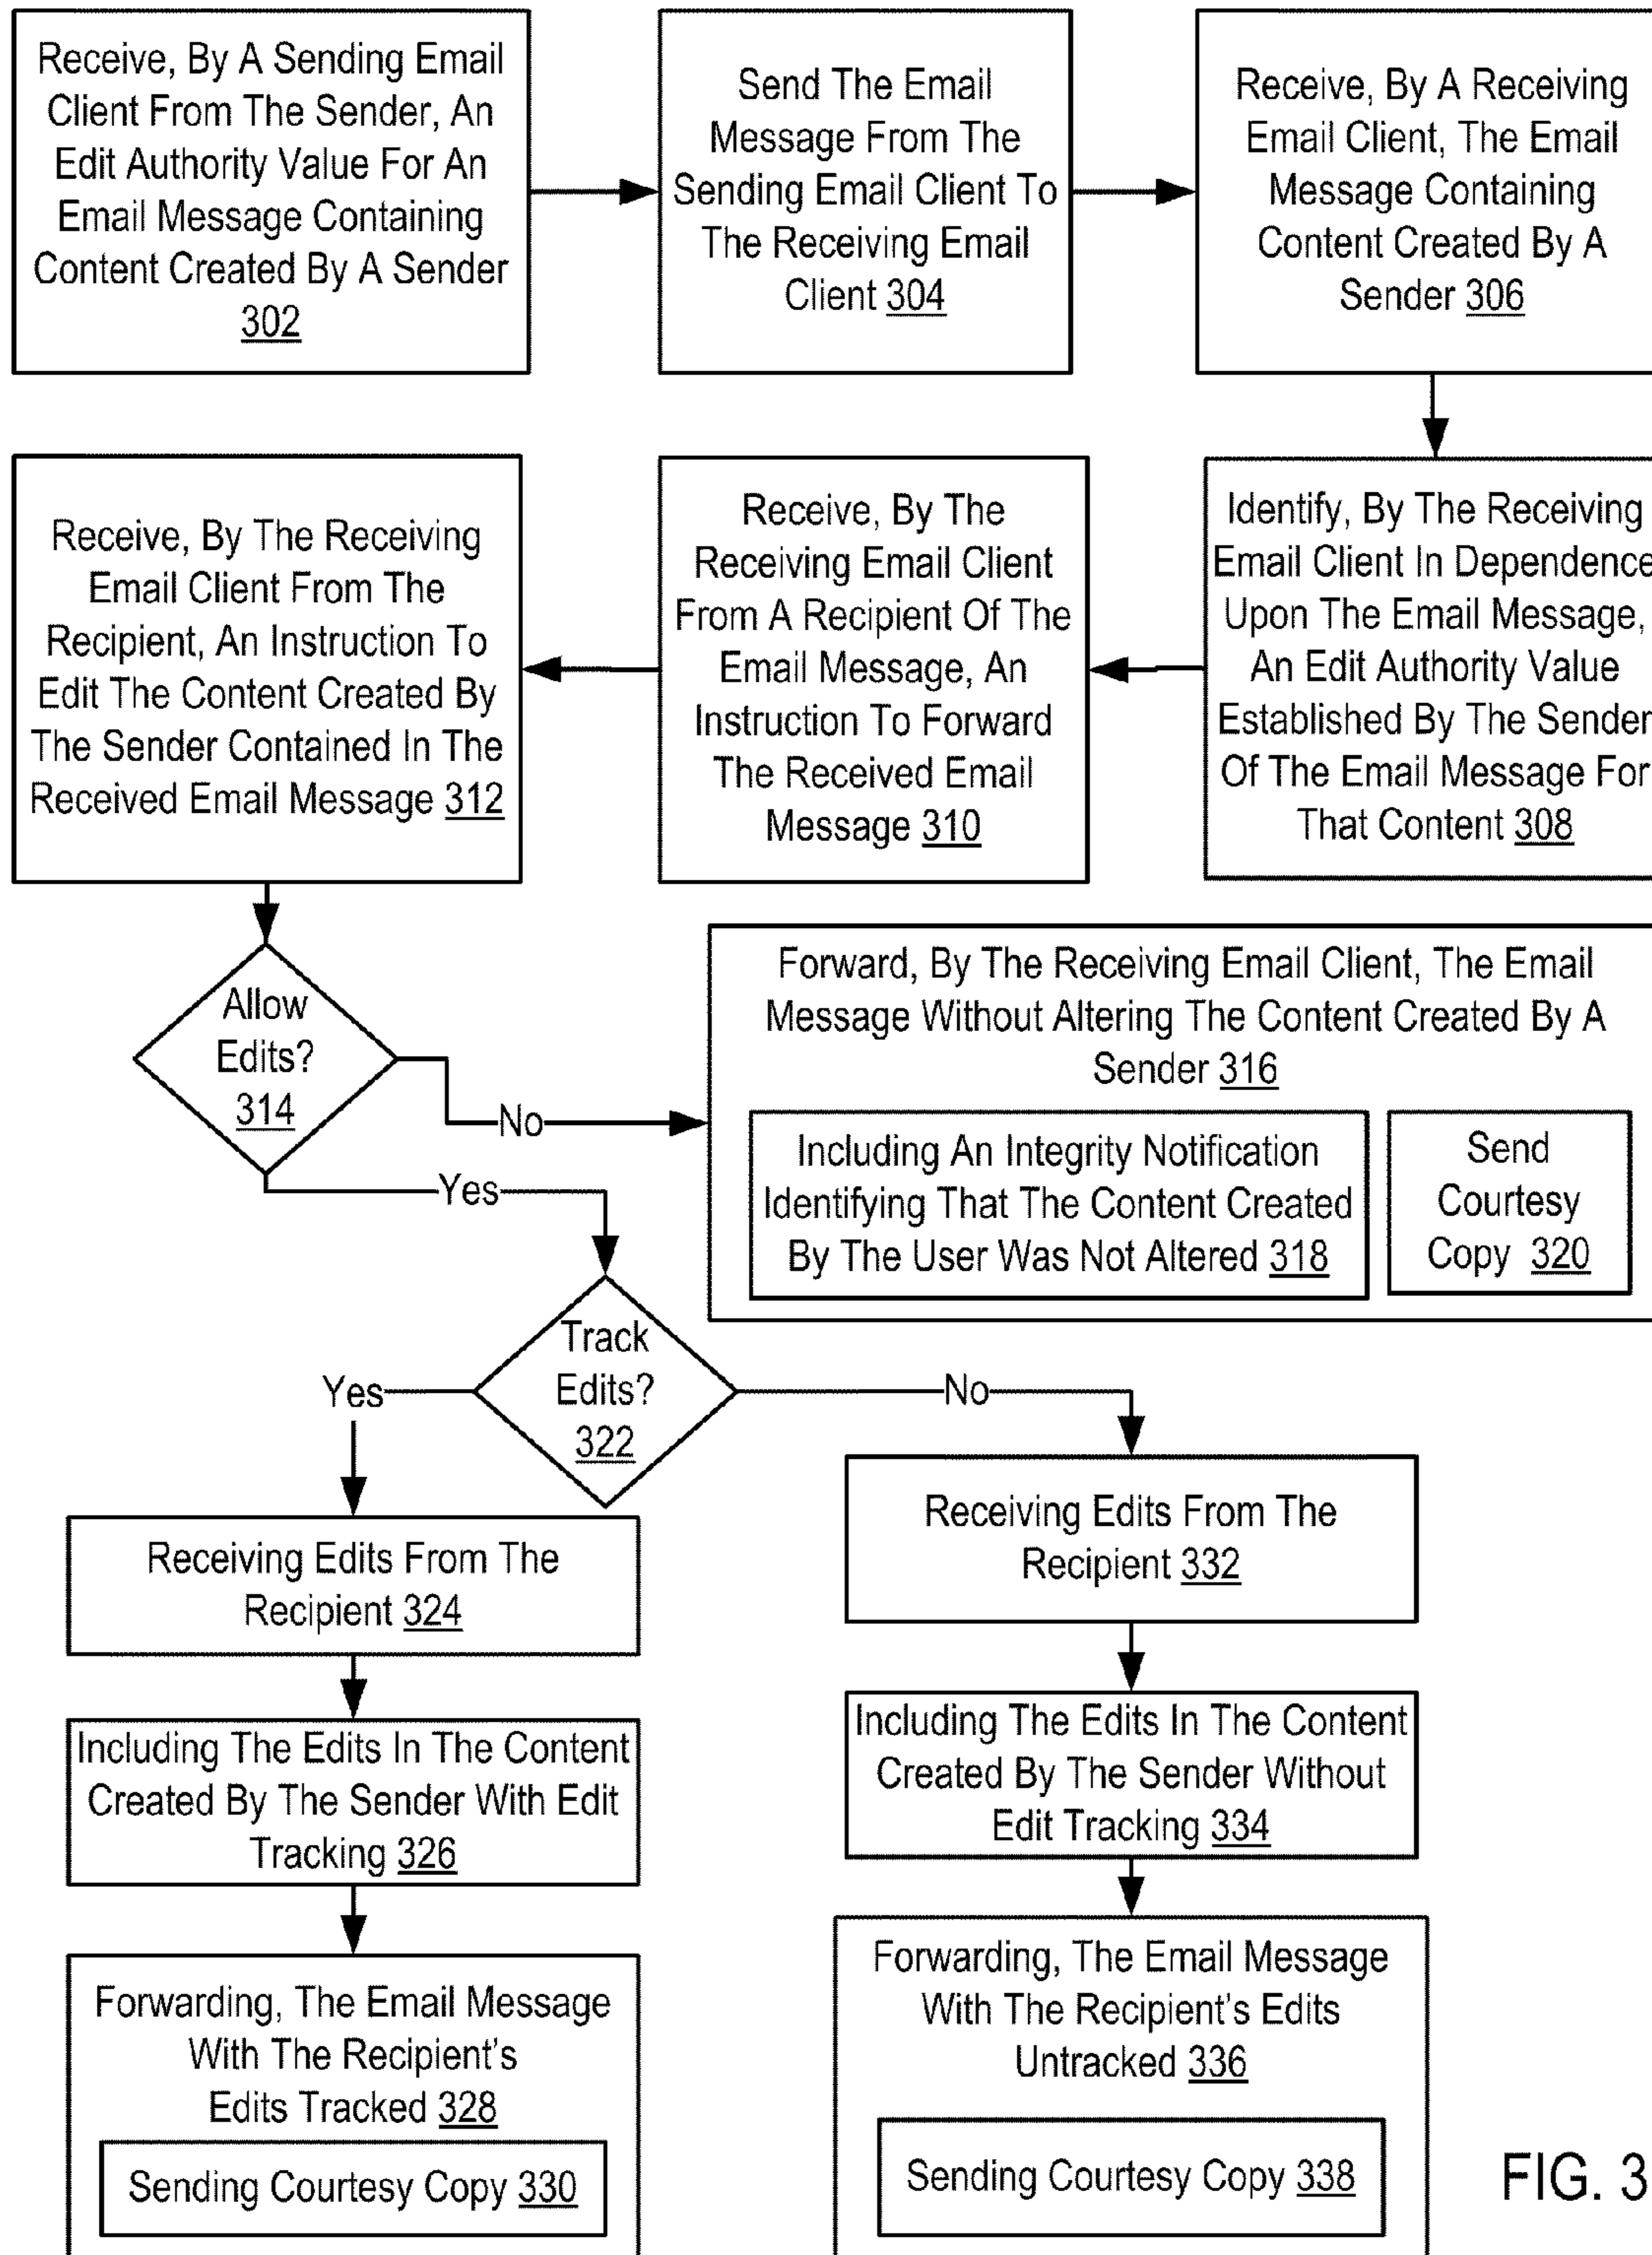 Receive, By A Sending Email
Client From The Sender, An
Edit Authority Value For An
Email Message Containing
Content Created By A Sender
302
Send The Email
Message From The
Sending Email Client To
The Receiving Email
Client 304
Receive, By A Receiving
Email Client, The Email
Message Containing
Content Created By A
Sender 306
Identify, By The Receiving
Email Client In Dependence
Upon The Email Message,
An Edit Authority Value
Established By The Sender
Of The Email Message For
That Content 308
Receive, By The
Receiving Email Client
From A Recipient Of The
Email Message, An
Instruction To Forward
The Received Email
Message 310
Receive, By The Receiving
Email Client From The
Recipient, An Instruction To
Edit The Content Created By
The Sender Contained In The
Received Email Message 312
Allow
Edits?
314
No
Yes
Forward, By The Receiving Email Client, The Email
Message Without Altering The Content Created By A
Sender 316
Including An Integrity Notification
Identifying That The Content Created
By The User Was Not Altered 318
Send
Courtesy
Copy 320
Track
Edits?
322
Yes
No
Receiving Edits From The
Recipient 324
Including The Edits In The Content
Created By The Sender With Edit
Tracking 326
Forwarding, The Email Message
With The Recipient's
Edits Tracked 328
Sending Courtesy Copy 330
Receiving Edits From The
Recipient 332
Including The Edits In The Content
Created By The Sender Without
Edit Tracking 334
Forwarding, The Email Message
With The Recipient's Edits
Untracked 336
Sending Courtesy Copy 338
FIG. 3